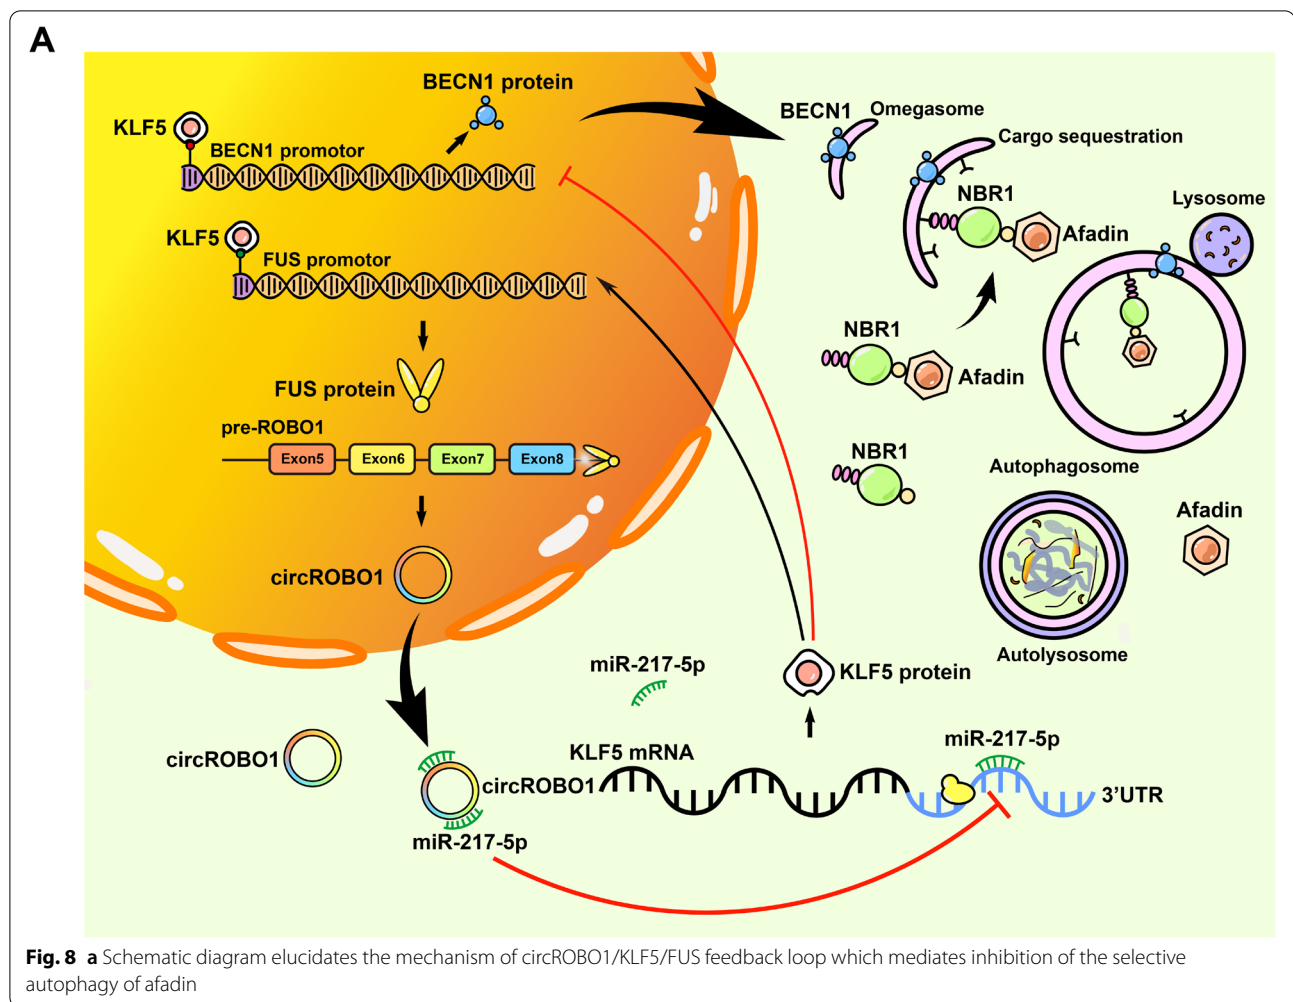 A
BECN1 protein
KLF5
BECN1 promotor
KLF5
FUS promotor
FUS protein
pre-ROBO1
Exon5
Exon6
Exon7
Exon8
circROBO1
BECN1
Omegasome
Cargo sequestration
NBR1
Afadin
Lysosome
NBR1
Afadin
NBR1
Autophagosome
Afadin
Autolysosome
miR-217-5p
KLF5 protein
circROBO1
circROBO1
miR-217-5p
KLF5 mRNA
miR-217-5p
3’UTR
Fig. 8 a Schematic diagram elucidates the mechanism of circROBO1/KLF5/FUS feedback loop which mediates inhibition of the selective
autophagy of afadin